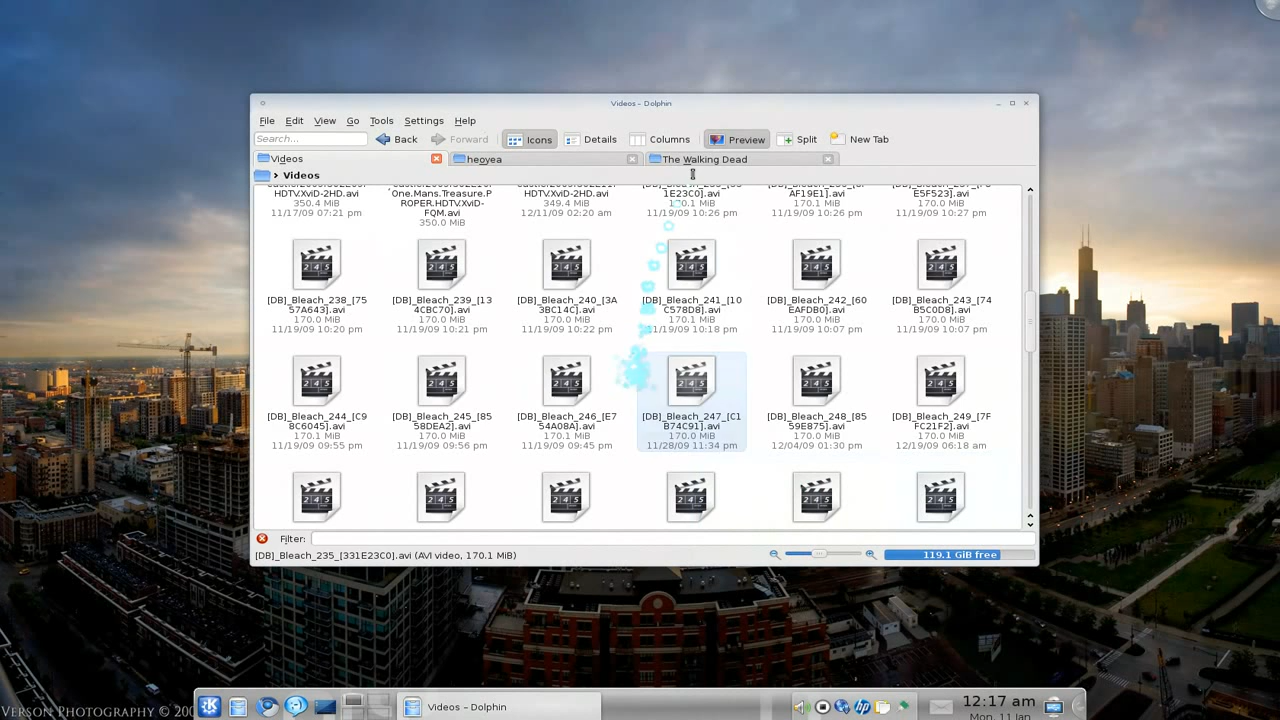 Videos – Dolphin
File Edit View Go Tools Settings Help
Search... Back Forward Icons Details Columns Preview Split New Tab
Videos heoyea The Walking Dead
Videos
HDTV.XviD-2HD.avi
350.4 MiB
11/17/09 07:21 pm
One.Mans.Treasure.P
ROPER.HDTV.XviD-
FQM.avi
350.0 MiB
HDTV.XviD-2HD.avi
349.4 MiB
12/11/09 02:20 am
1E23C0].avi
170.1 MiB
11/19/09 10:26 pm
AF19E1].avi
170.1 MiB
11/19/09 10:26 pm
E5F523].avi
170.0 MiB
11/19/09 10:27 pm
[DB]_Bleach_238_[75
57A643].avi
170.0 MiB
11/19/09 10:20 pm
[DB]_Bleach_239_[13
4CBC70].avi
170.0 MiB
11/19/09 10:21 pm
[DB]_Bleach_240_[3A
3BC14C].avi
170.0 MiB
11/19/09 10:22 pm
[DB]_Bleach_241_[10
C578D8].avi
170.1 MiB
11/19/09 10:18 pm
[DB]_Bleach_242_[60
EAFDB0].avi
170.0 MiB
11/19/09 10:07 pm
[DB]_Bleach_243_[74
B5C0D8].avi
170.0 MiB
11/19/09 10:07 pm
[DB]_Bleach_244_[C9
8C6045].avi
170.1 MiB
11/19/09 09:55 pm
[DB]_Bleach_245_[85
58DEA2].avi
170.0 MiB
11/19/09 09:56 pm
[DB]_Bleach_246_[E7
54A08A].avi
170.1 MiB
11/19/09 09:45 pm
[DB]_Bleach_247_[C1
B74C91].avi
170.0 MiB
11/28/09 11:34 pm
[DB]_Bleach_248_[85
59E875].avi
170.0 MiB
12/04/09 01:30 pm
[DB]_Bleach_249_[7F
FC21F2].avi
170.0 MiB
12/19/09 06:18 am
Filter:
[DB]_Bleach_235_[331E23C0].avi (AVI video, 170.1 MiB)
119.1 GiB free
Verson Photography © 200
Videos – Dolphin
12:17 am
Mon, 11 Jan